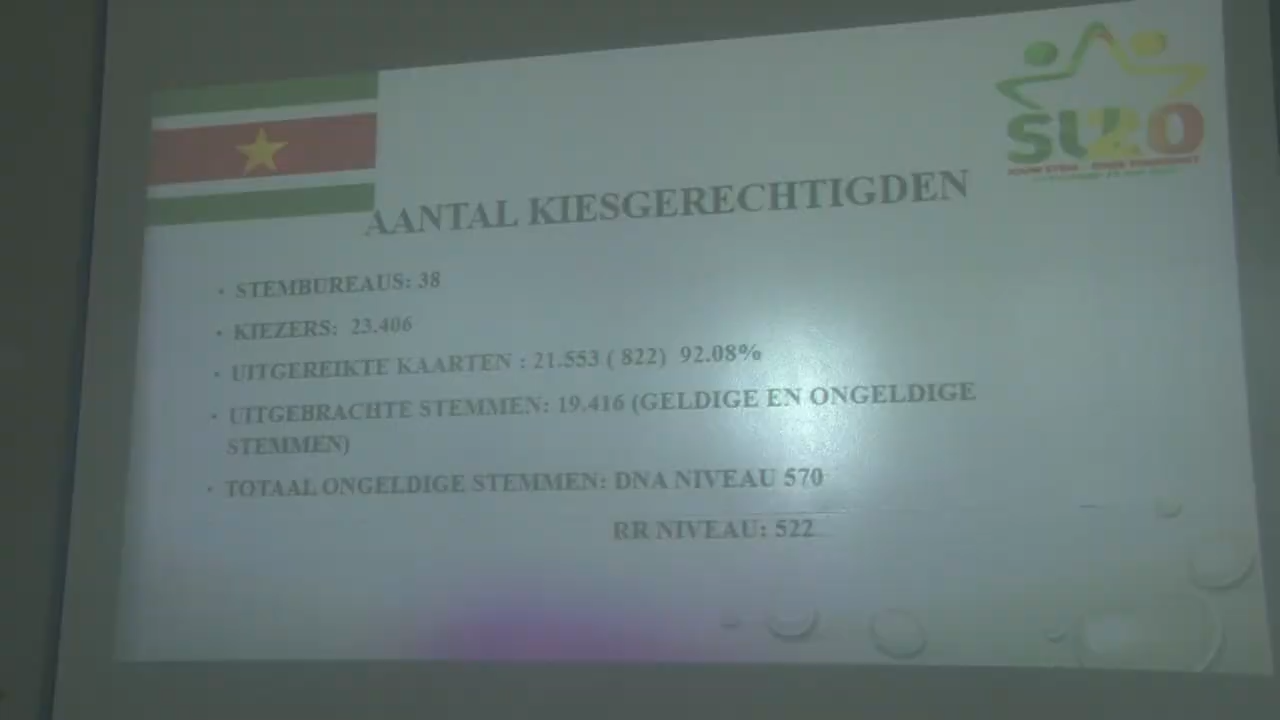 SU20
AANTAL KIESGERECHTIGDEN
• STEMBUREAUS: 38
• KIEZERS: 23.406
• UITGEREIKTE KAARTEN : 21.553 ( 822) 92.08%
• UITGEBRACHTE STEMMEN: 19.416 (GELDIGE EN ONGELDIGE
STEMMEN)
• TOTAAL ONGELDIGE STEMMEN: DNA NIVEAU 570
RR NIVEAU: 522